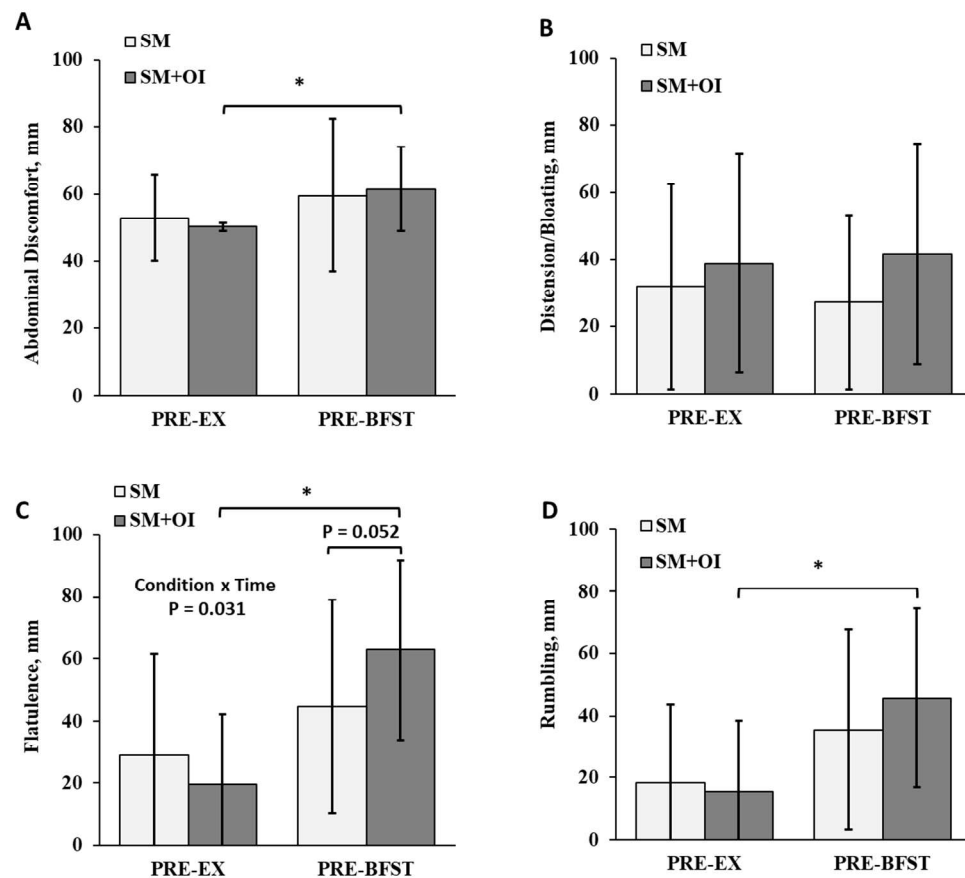 A
SM
SM+OI
*
100
80
60
40
20
0
Abdominal Discomfort, mm
PRE-EX
PRE-BFST
B
SM
SM+OI
100
80
60
40
20
0
Distension/Bloating, mm
PRE-EX
PRE-BFST
C
SM
SM+OI
*
P = 0.052
Condition x Time
P = 0.031
100
80
60
40
20
0
Flatulence, mm
PRE-EX
PRE-BFST
D
SM
SM+OI
*
100
80
60
40
20
0
Rumbling, mm
PRE-EX
PRE-BFST